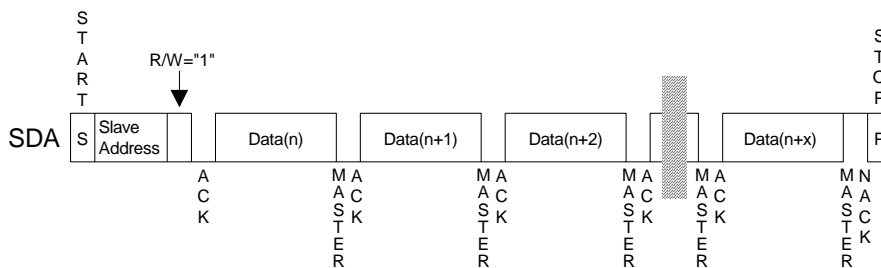 START
STOP
R/W="1"
SDA
S
Slave
Address
Data(n)
Data(n+1)
Data(n+2)
Data(n+x)
P
ACK
MASTER ACK
MASTER ACK
MASTER ACK
MASTER ACK
MASTER NACK